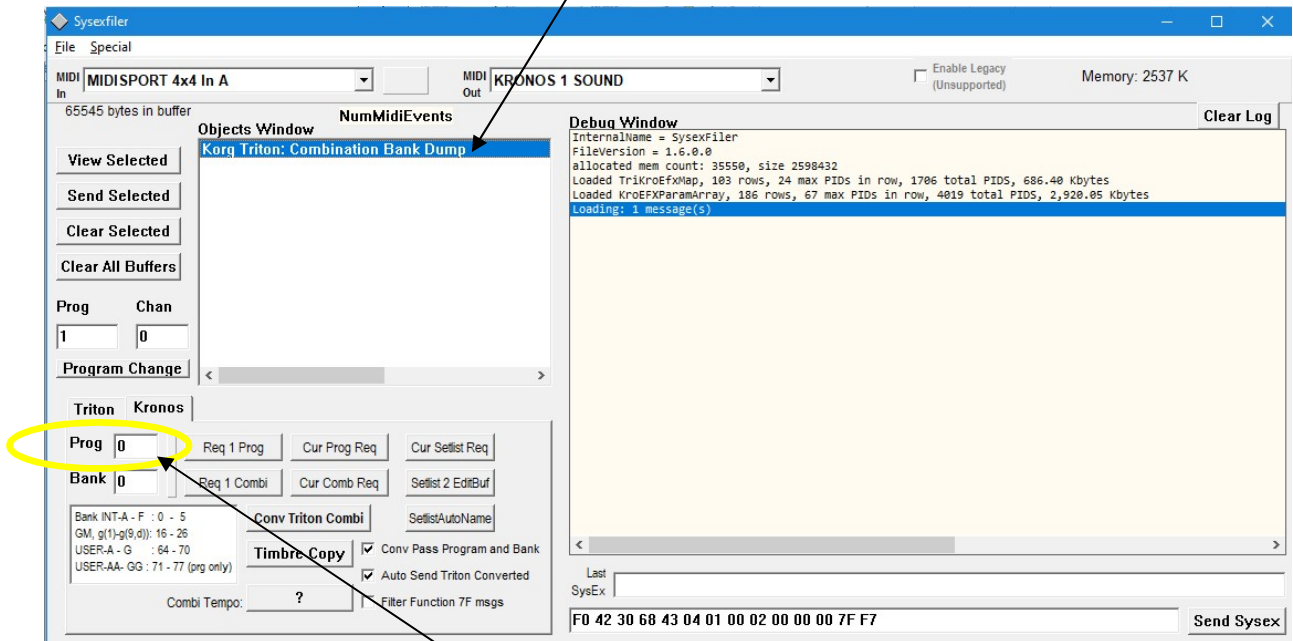 Sysexfiler
File Special
MIDI In MIDISPORT 4x4 In A
MIDI Out KRONOS 1 SOUND
Enable Legacy
(Unsupported)
Memory: 2537 K
65545 bytes in buffer
NumMidiEvents
Clear Log
Objects Window
Korg Triton: Combination Bank Dump
View Selected
Send Selected
Clear Selected
Clear All Buffers
Prog Chan
1 0
Program Change
Debug Window
InternalName = SysexFiler
FileVersion = 1.6.0.0
allocated mem count: 35550, size 2598432
Loaded TriKroEfxMap, 103 rows, 24 max PIDs in row, 1706 total PIDS, 686.40 Kbytes
Loaded KroEFXParamArray, 186 rows, 67 max PIDs in row, 4019 total PIDS, 2,920.05 Kbytes
Loading: 1 message(s)
Triton Kronos
Prog 0
Req 1 Prog Cur Prog Req Cur Setlist Req
Bank 0
Req 1 Combi Cur Comb Req Setlist 2 EditBuf
Bank INT-A - F : 0 - 5
GM, g(1)-g(9,d)): 16 - 26
USER-A - G : 64 - 70
USER-AA- GG : 71 - 77 (prg only)
Conv Triton Combi SetlistAutoName
Timbre Copy
Conv Pass Program and Bank
Auto Send Triton Converted
Combi Tempo: ?
Filter Function 7F msgs
Last
SysEx
F0 42 30 68 43 04 01 00 02 00 00 00 7F F7
Send Sysex